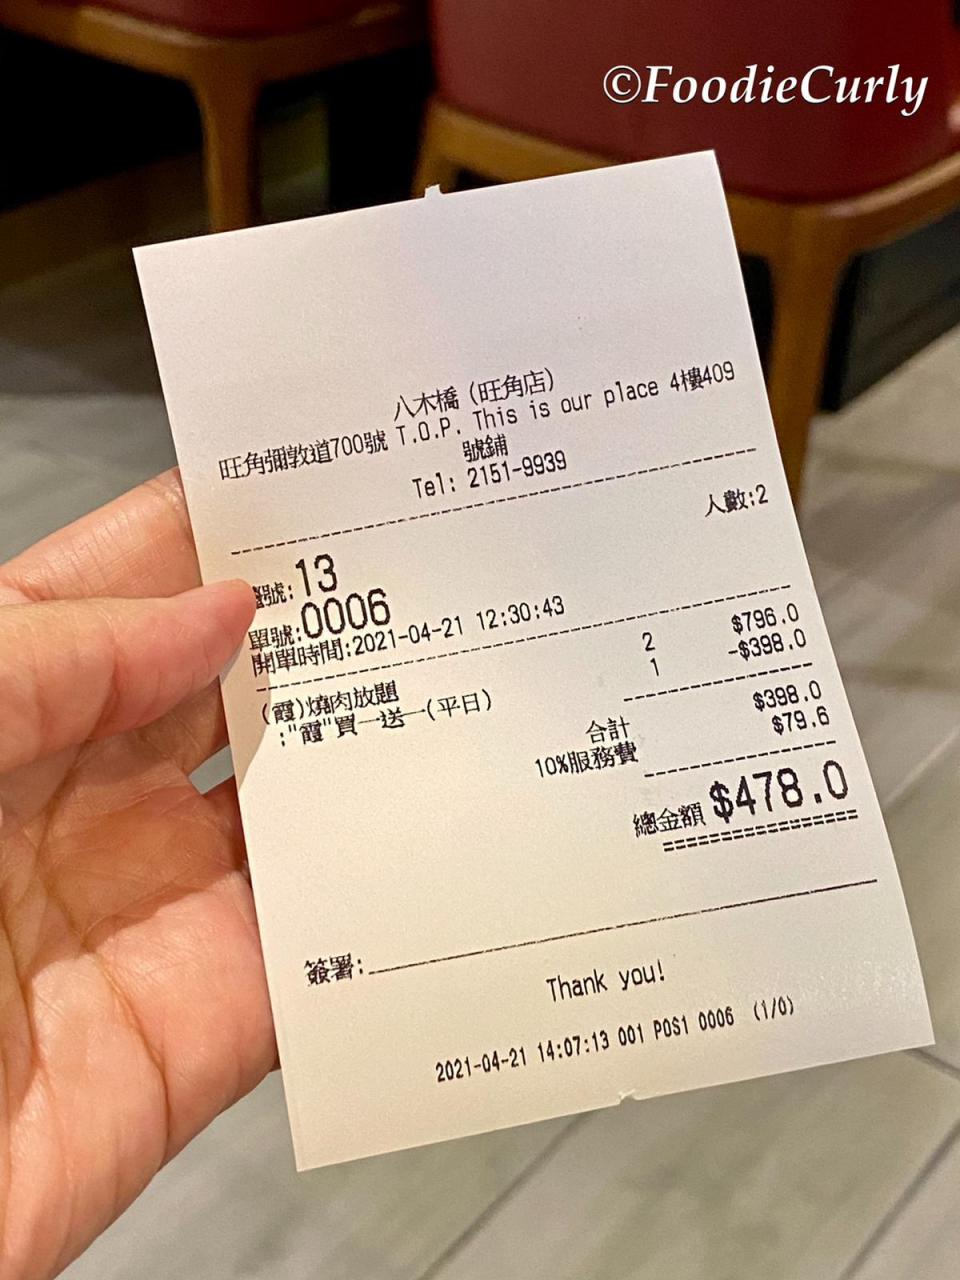 ©FoodieCurly
八木橋 (旺角店)
旺角彌敦道700號 T.O.P. This is our place 4樓409
號鋪
Tel: 2151-9939
人數:2
號:13
單號:0006
開單時間:2021-04-21 12:30:43
(霞)燒肉放題 2 $796.0
:"霞"買一送一(平日) 1 -$398.0
合計 $398.0
10%服務費 $79.6
總金額 $478.0
簽署:
Thank you!
2021-04-21 14:07:13 001 POS1 0006 (1/0)